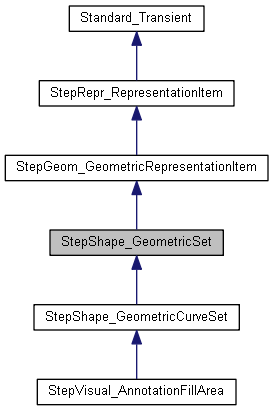 Standard_Transient
StepRepr_RepresentationItem
StepGeom_GeometricRepresentationItem
StepShape_GeometricSet
StepShape_GeometricCurveSet
StepVisual_AnnotationFillArea